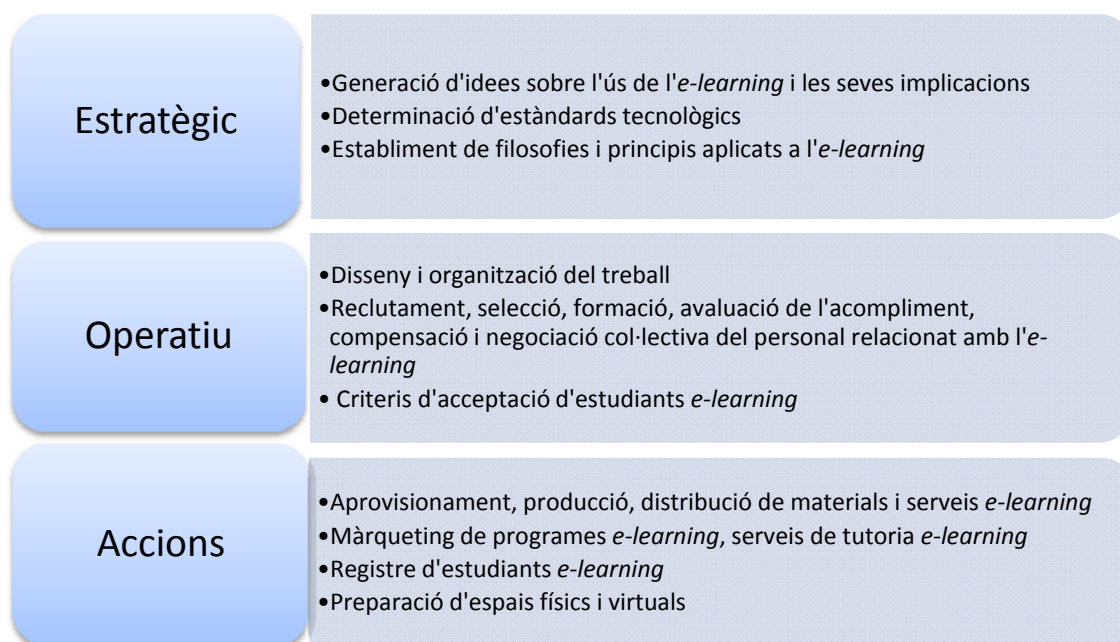 Estratègic
•Generació d'idees sobre l'ús de l'e-learning i les seves implicacions
•Determinació d'estàndards tecnològics
•Establiment de filosofies i principis aplicats a l'e-learning
Operatiu
•Disseny i organització del treball
•Reclutament, selecció, formació, avaluació de l'acompliment,
compensació i negociació col·lectiva del personal relacionat amb l'e-
learning
• Criteris d'acceptació d'estudiants e-learning
Accions
•Aprovisionament, producció, distribució de materials i serveis e-learning
•Màrqueting de programes e-learning, serveis de tutoria e-learning
•Registre d'estudiants e-learning
•Preparació d'espais físics i virtuals